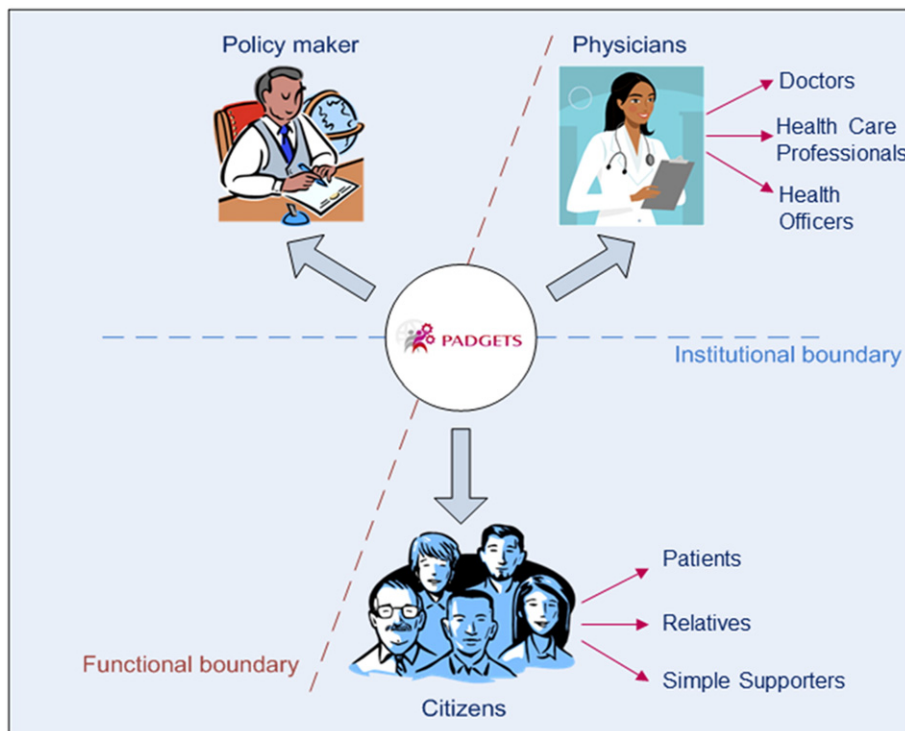 Policy maker
Physicians
Doctors
Health Care
Professionals
Health
Officers
PADGETS
Institutional boundary
Patients
Relatives
Simple Supporters
Functional boundary
Citizens